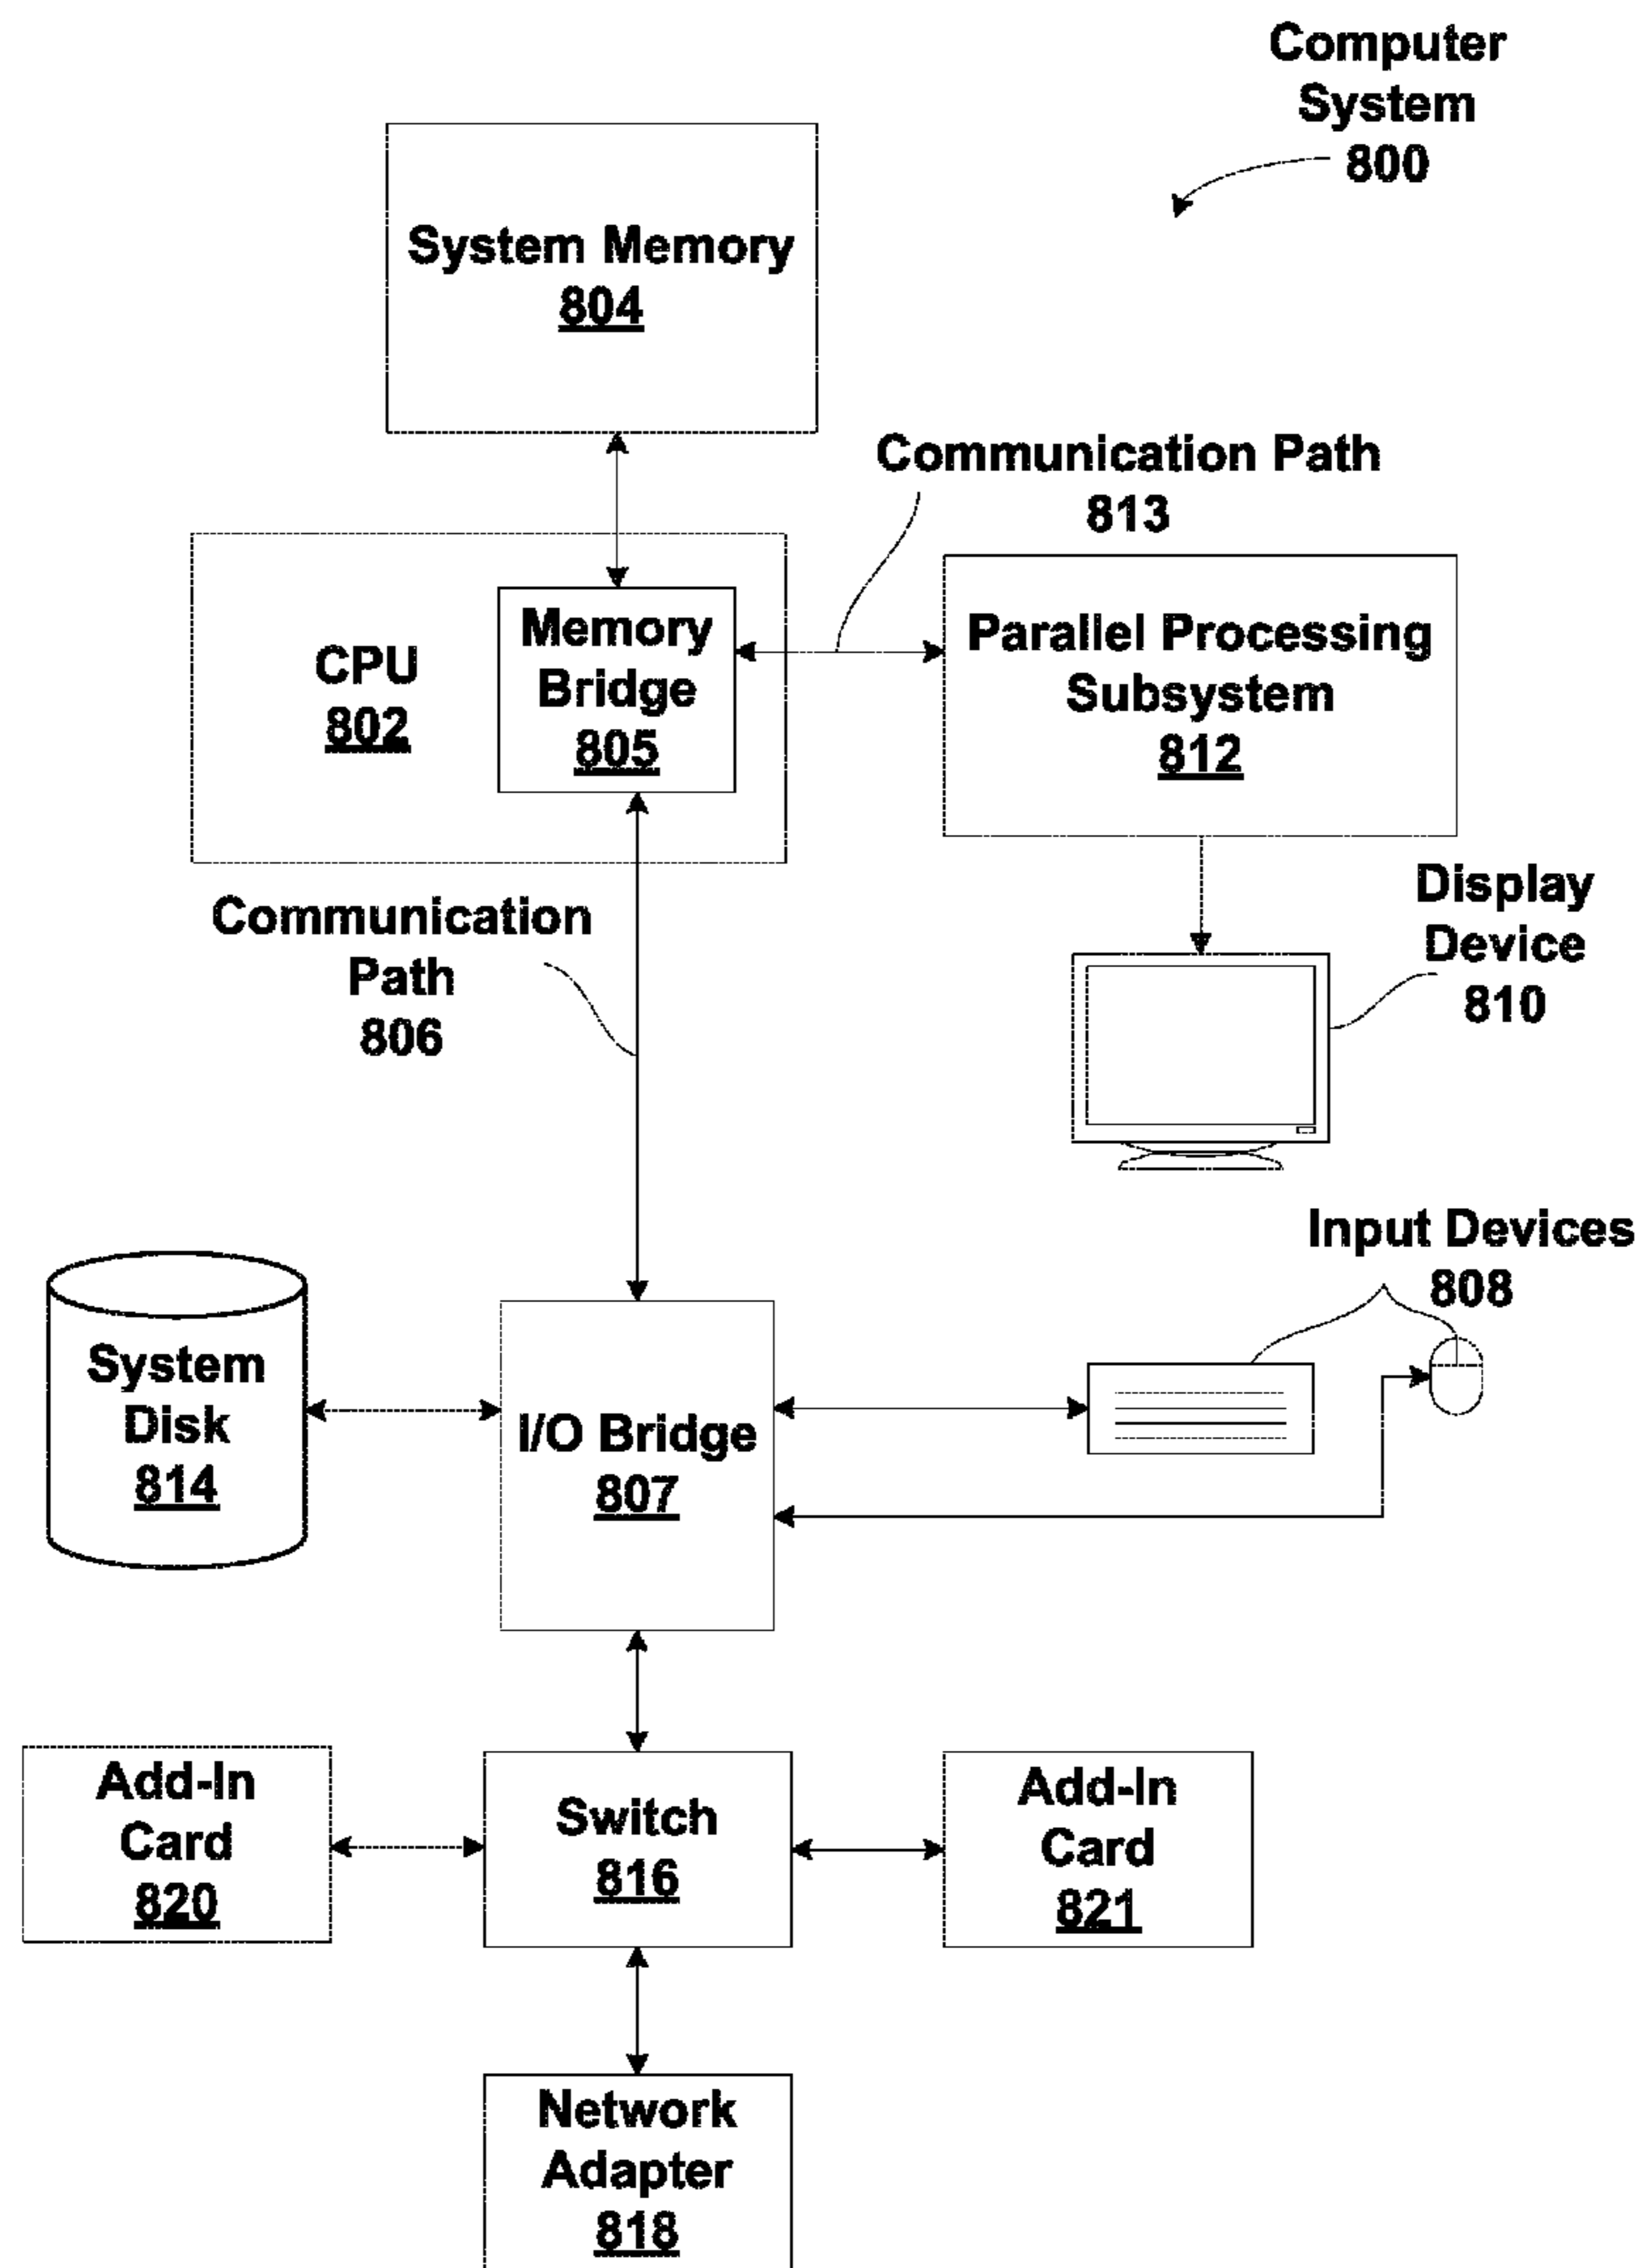 Computer
System
800
System Memory
804
Communication Path
813
CPU
802
Memory
Bridge
805
Parallel Processing
Subsystem
812
Communication
Path
806
Display
Device
810
Input Devices
808
System
Disk
814
I/O Bridge
807
Add-In
Card
820
Switch
816
Add-In
Card
821
Network
Adapter
818